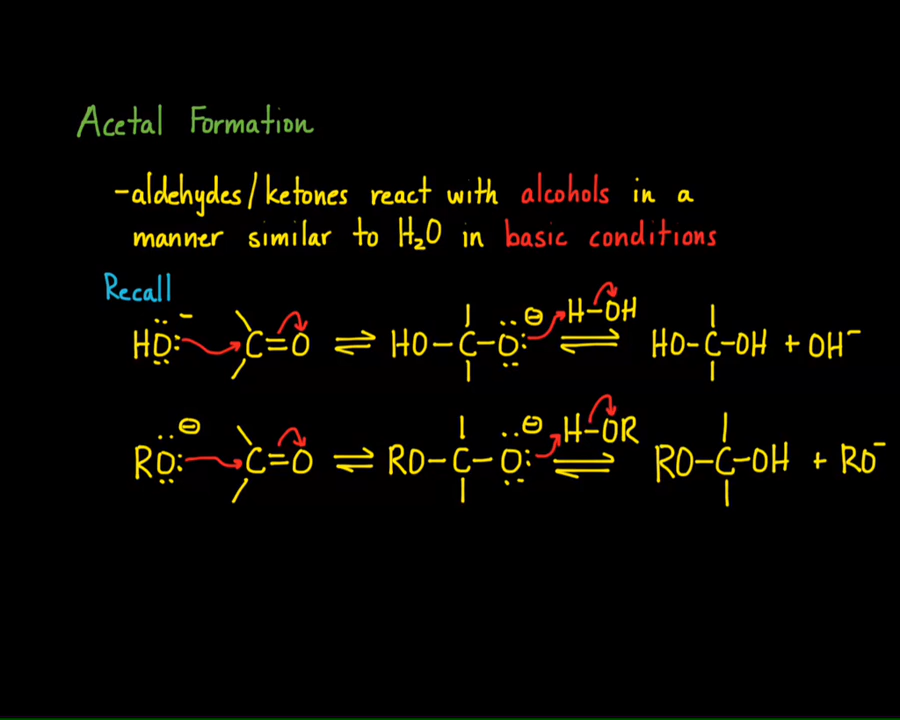 Acetal Formation
-aldehydes/ketones react with alcohols in a
manner similar to H₂O in basic conditions
Recall
HO:⁻ C=O ⇌ HO-C-O:⊖ H-OH ⇌ HO-C-OH + OH⁻
RO:⊖ C=O ⇌ RO-C-O:⊖ H-OR ⇌ RO-C-OH + RO⁻